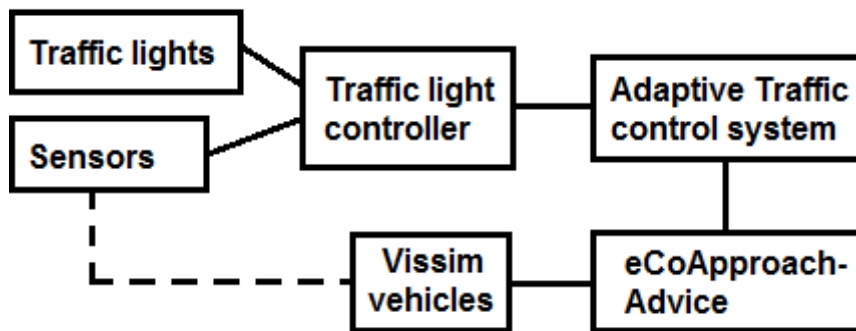 Traffic lights
Sensors
Traffic light
controller
Adaptive Traffic
control system
Vissim
vehicles
eCoApproach-
Advice